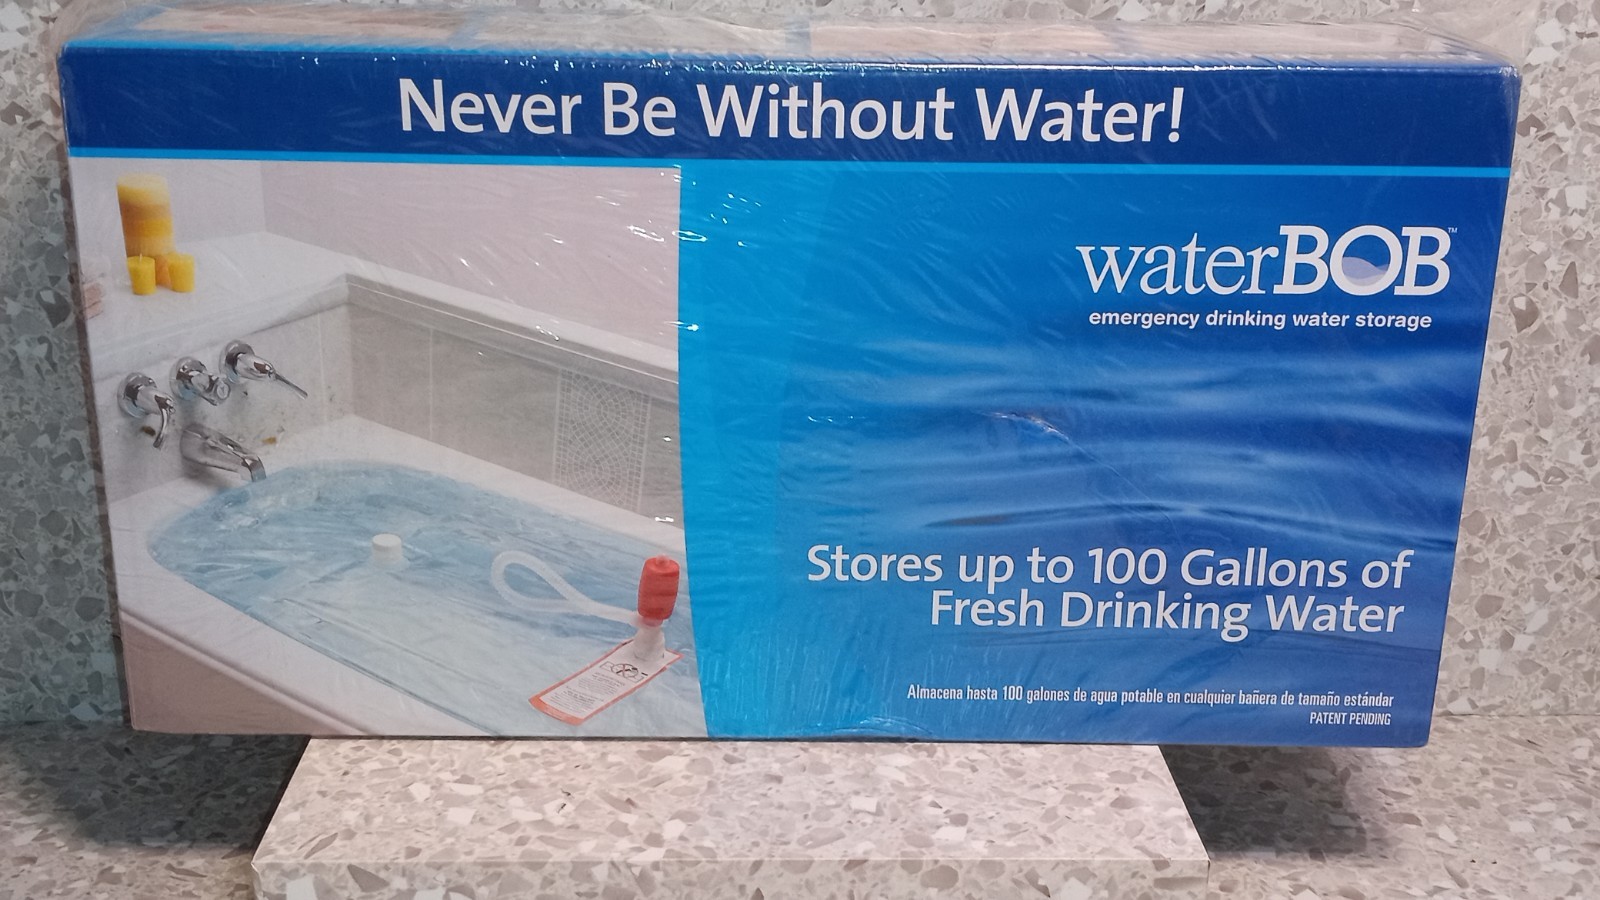 Never Be Without Water!
waterBOB™
emergency drinking water storage
Stores up to 100 Gallons of
Fresh Drinking Water
Almacena hasta 100 galones de agua potable en cualquier bañera de tamaño estándar
PATENT PENDING